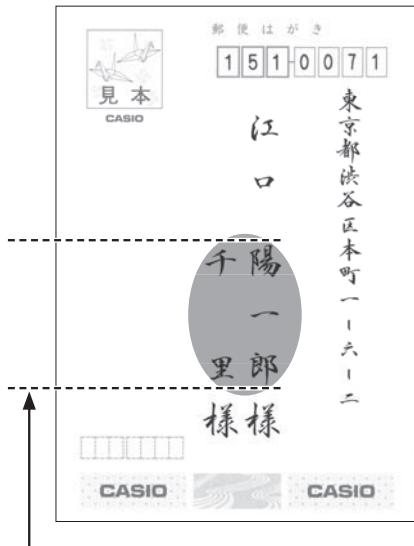 郵便はがき
151-0071
見本
CASIO
東京都渋谷区本町一-六-二
江口 陽一郎様
千里様
CASIO
CASIO